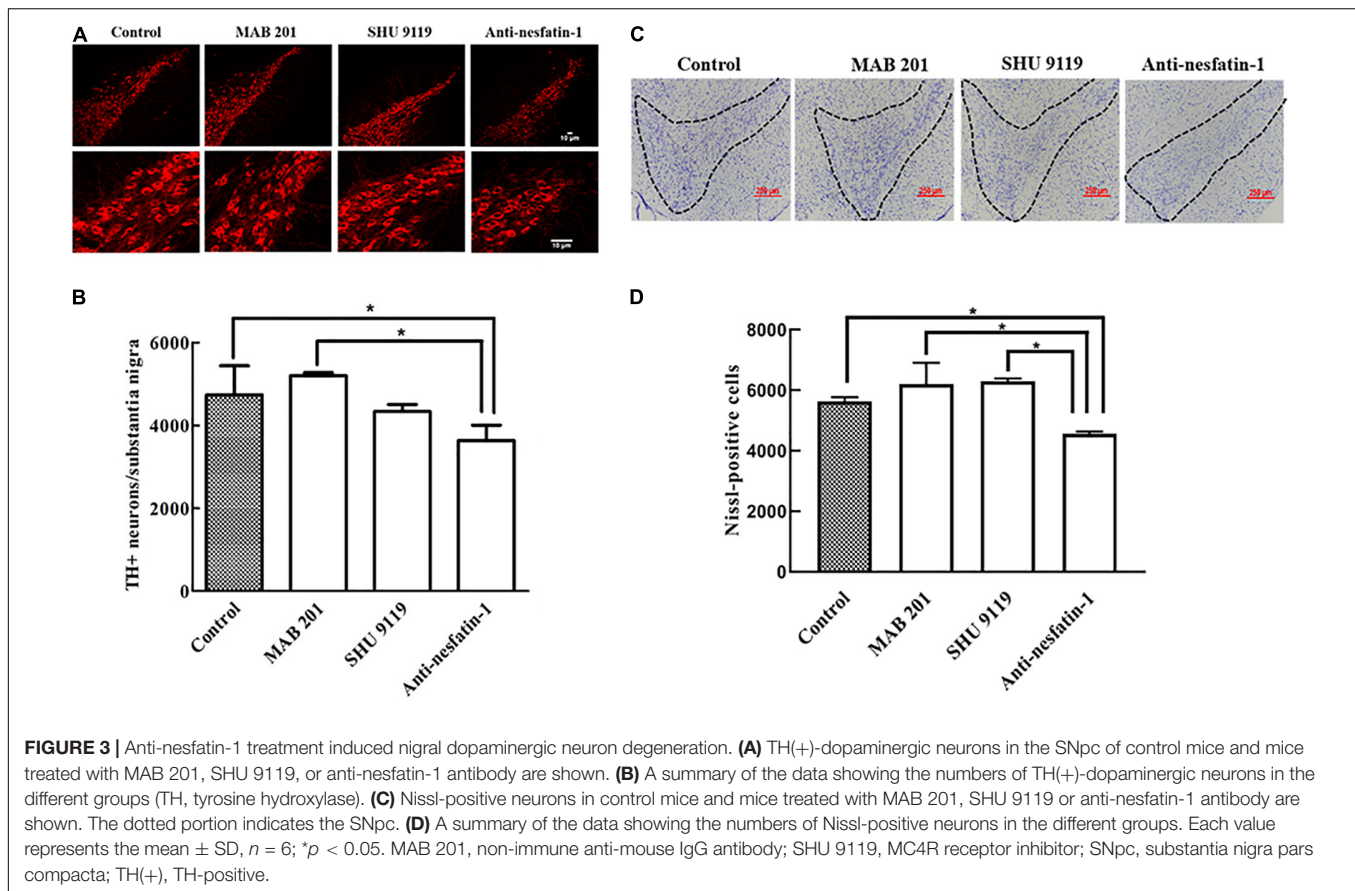 A
Control
MAB 201
SHU 9119
Anti-nesfatin-1
10 μm
10 μm
C
Control
MAB 201
SHU 9119
Anti-nesfatin-1
250 μm
250 μm
250 μm
B
TH+ neurons/substantia nigra
6000
4000
2000
0
*
*
Control
MAB 201
SHU 9119
Anti-nesfatin-1
D
Nissl-positive cells
8000
6000
4000
2000
0
*
*
*
Control
MAB 201
SHU 9119
Anti-nesfatin-1
FIGURE 3 | Anti-nesfatin-1 treatment induced nigral dopaminergic neuron degeneration. (A) TH(+)-dopaminergic neurons in the SNpc of control mice and mice
treated with MAB 201, SHU 9119, or anti-nesfatin-1 antibody are shown. (B) A summary of the data showing the numbers of TH(+)-dopaminergic neurons in the
different groups (TH, tyrosine hydroxylase). (C) Nissl-positive neurons in control mice and mice treated with MAB 201, SHU 9119 or anti-nesfatin-1 antibody are
shown. The dotted portion indicates the SNpc. (D) A summary of the data showing the numbers of Nissl-positive neurons in the different groups. Each value
represents the mean ± SD, n = 6; *p < 0.05. MAB 201, non-immune anti-mouse IgG antibody; SHU 9119, MC4R receptor inhibitor; SNpc, substantia nigra pars
compacta; TH(+), TH-positive.